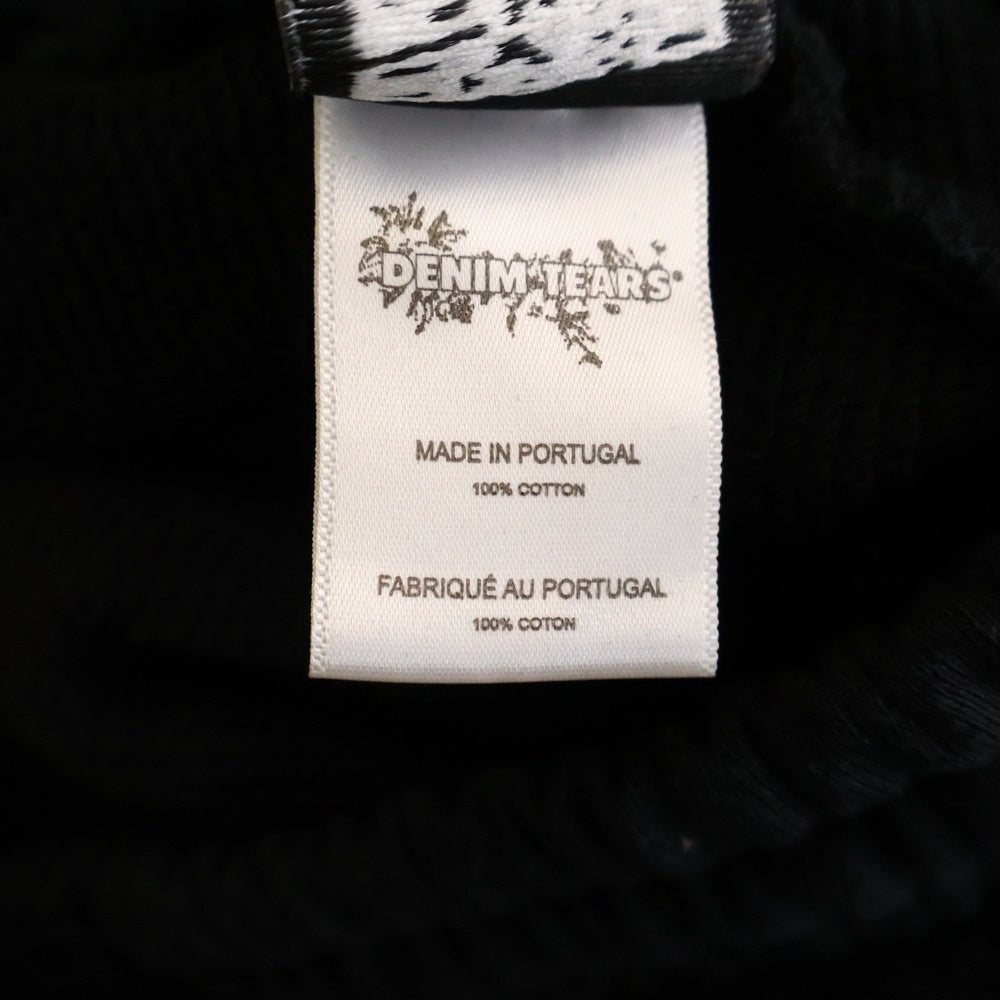 DENIM TEARS
MADE IN PORTUGAL
100% COTTON
FABRIQUÉ AU PORTUGAL
100% COTON